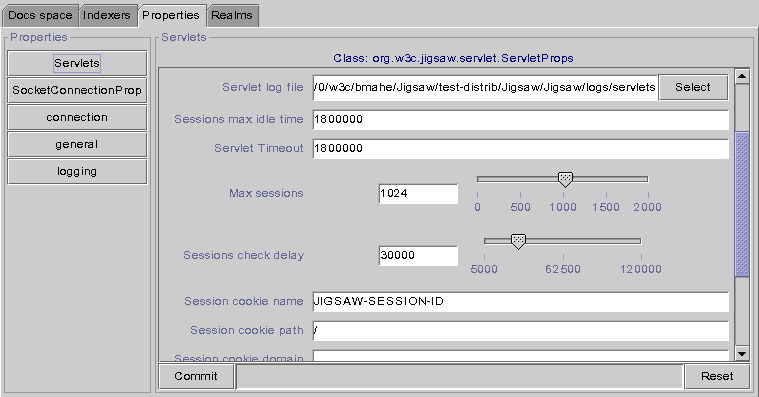 Docs space Indexers Properties Realms
Properties
Servlets
SocketConnectionProp
connection
general
logging
Servlets
Class: org.w3c.jigsaw.servlet.ServletProps
Servlet log file /0/w3c/bmahe/Jigsaw/test-distrib/Jigsaw/Jigsaw/logs/servlets Select
Sessions max idle time 1800000
Servlet Timeout 1800000
Max sessions 1024
0 500 1000 1500 2000
Sessions check delay 30000
5000 62500 120000
Session cookie name JIGSAW-SESSION-ID
Session cookie path /
Session cookie domain
Commit Reset